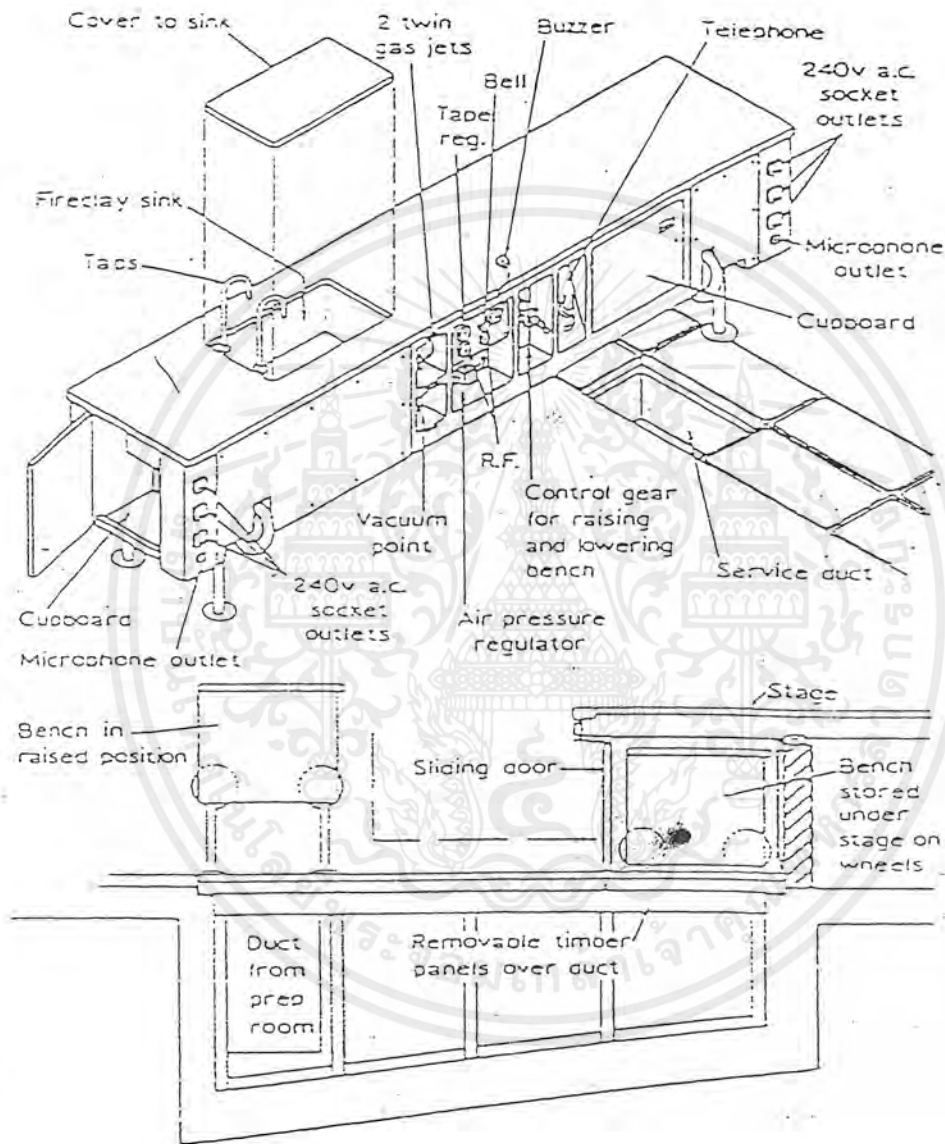 Cover to sink
2 twin
gas jets
Buzzer
Telephone
Bell
Tape
reg.
240v a.c.
socket
outlets
Fireclay sink
Taps
Microphone
outlet
Cupboard
R.F.
Vacuum
point
Control gear
for raising
and lowering
bench
Service duct
240v a.c.
socket
outlets
Air pressure
regulator
Cupboard
Microphone outlet
Stage
Bench in
raised position
Sliding door
Bench
stored
under
stage on
wheels
Duct
from
prep
room
Removable timber
panels over duct